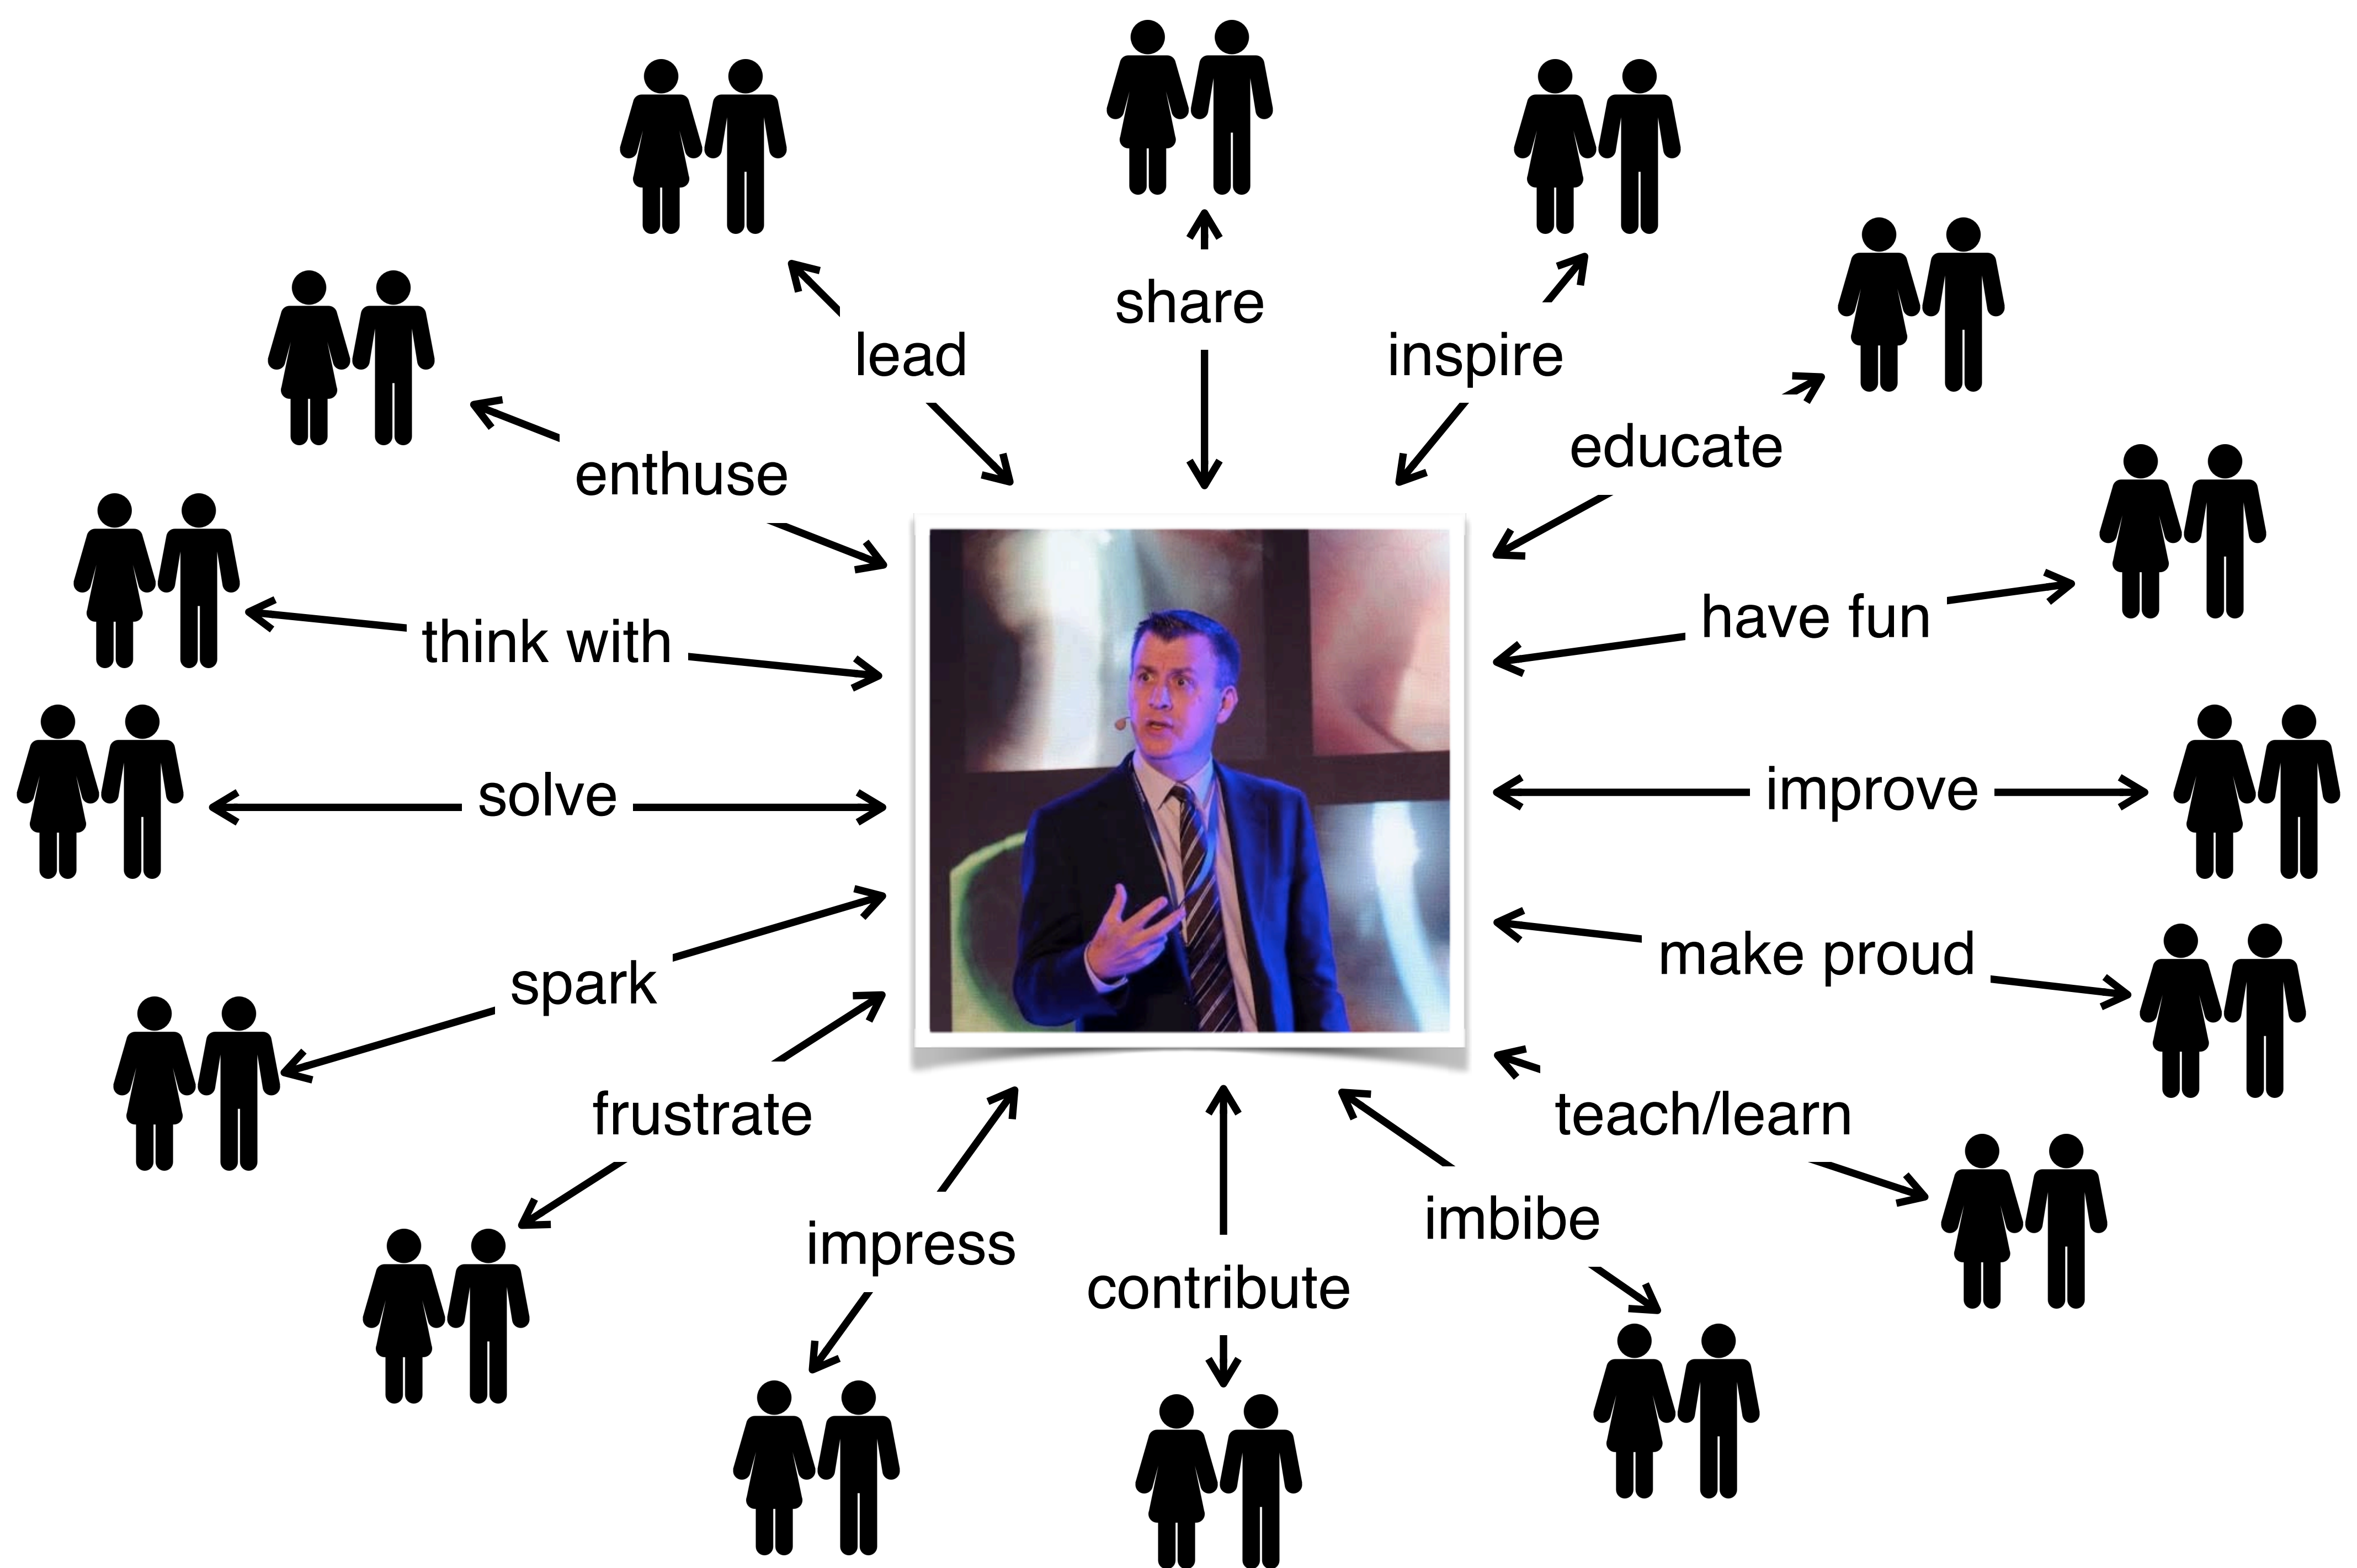 share
lead
inspire
educate
enthuse
have fun
think with
improve
solve
make proud
spark
frustrate
teach/learn
imbibe
impress
contribute